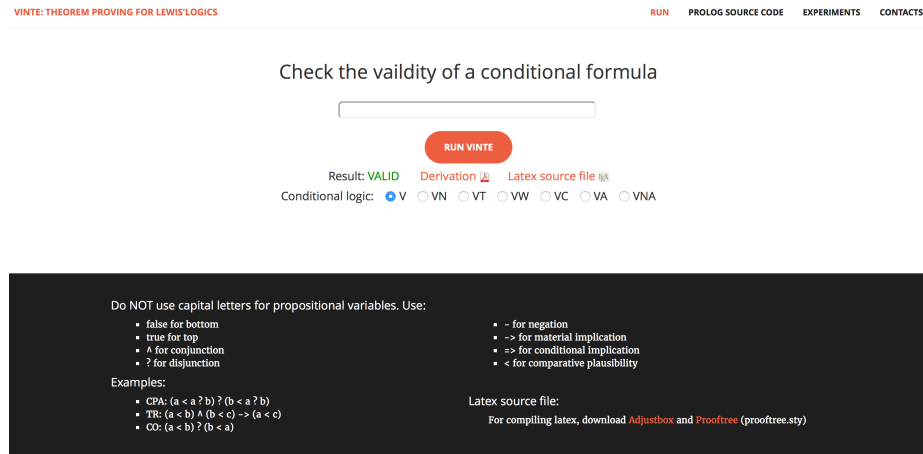 VINTE: THEOREM PROVING FOR LEWIS'LOGICS
RUN PROLOG SOURCE CODE EXPERIMENTS CONTACTS
Check the vaildity of a conditional formula
RUN VINTE
Result: VALID Derivation Latex source file
Conditional logic: V VN VT VW VC VA VNA
Do NOT use capital letters for propositional variables. Use:
false for bottom
true for top
^ for conjunction
? for disjunction
- for negation
-> for material implication
=> for conditional implication
< for comparative plausibility
Examples:
CPA: (a < a ? b) ? (b < a ? b)
TR: (a < b) ^ (b < c) -> (a < c)
CO: (a < b) ? (b < a)
Latex source file:
For compiling latex, download Adjustbox and Prooftree (prooftree.sty)